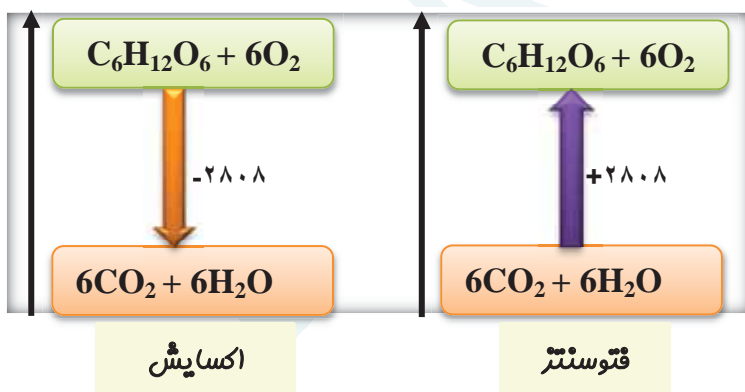 C₆H₁₂O₆ + 6O₂
-۲۸۰۸
6CO₂ + 6H₂O
اکسایش
C₆H₁₂O₆ + 6O₂
+۲۸۰۸
6CO₂ + 6H₂O
فتوسنتز